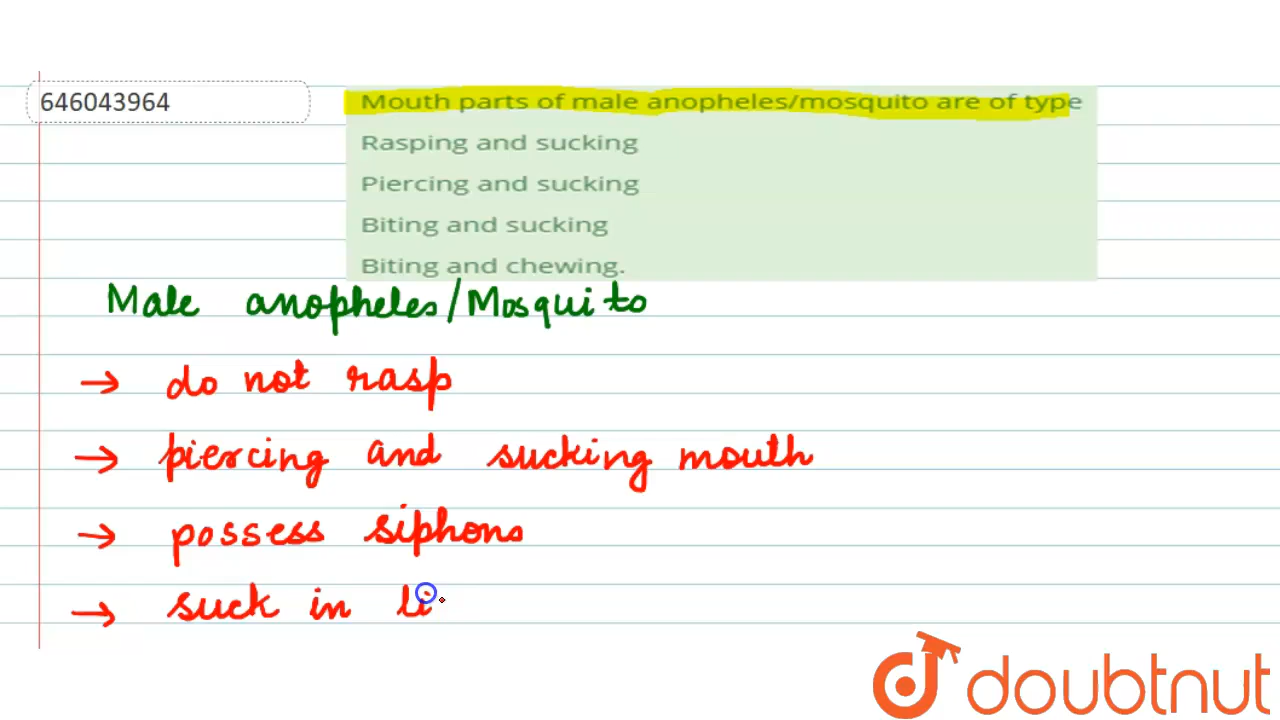 646043964
Mouth parts of male anopheles/mosquito are of type
Rasping and sucking
Piercing and sucking
Biting and sucking
Biting and chewing.
Male anopheles/Mosquito
→ do not rasp
→ piercing and sucking mouth
→ possess siphons
→ suck in li
doubtnut